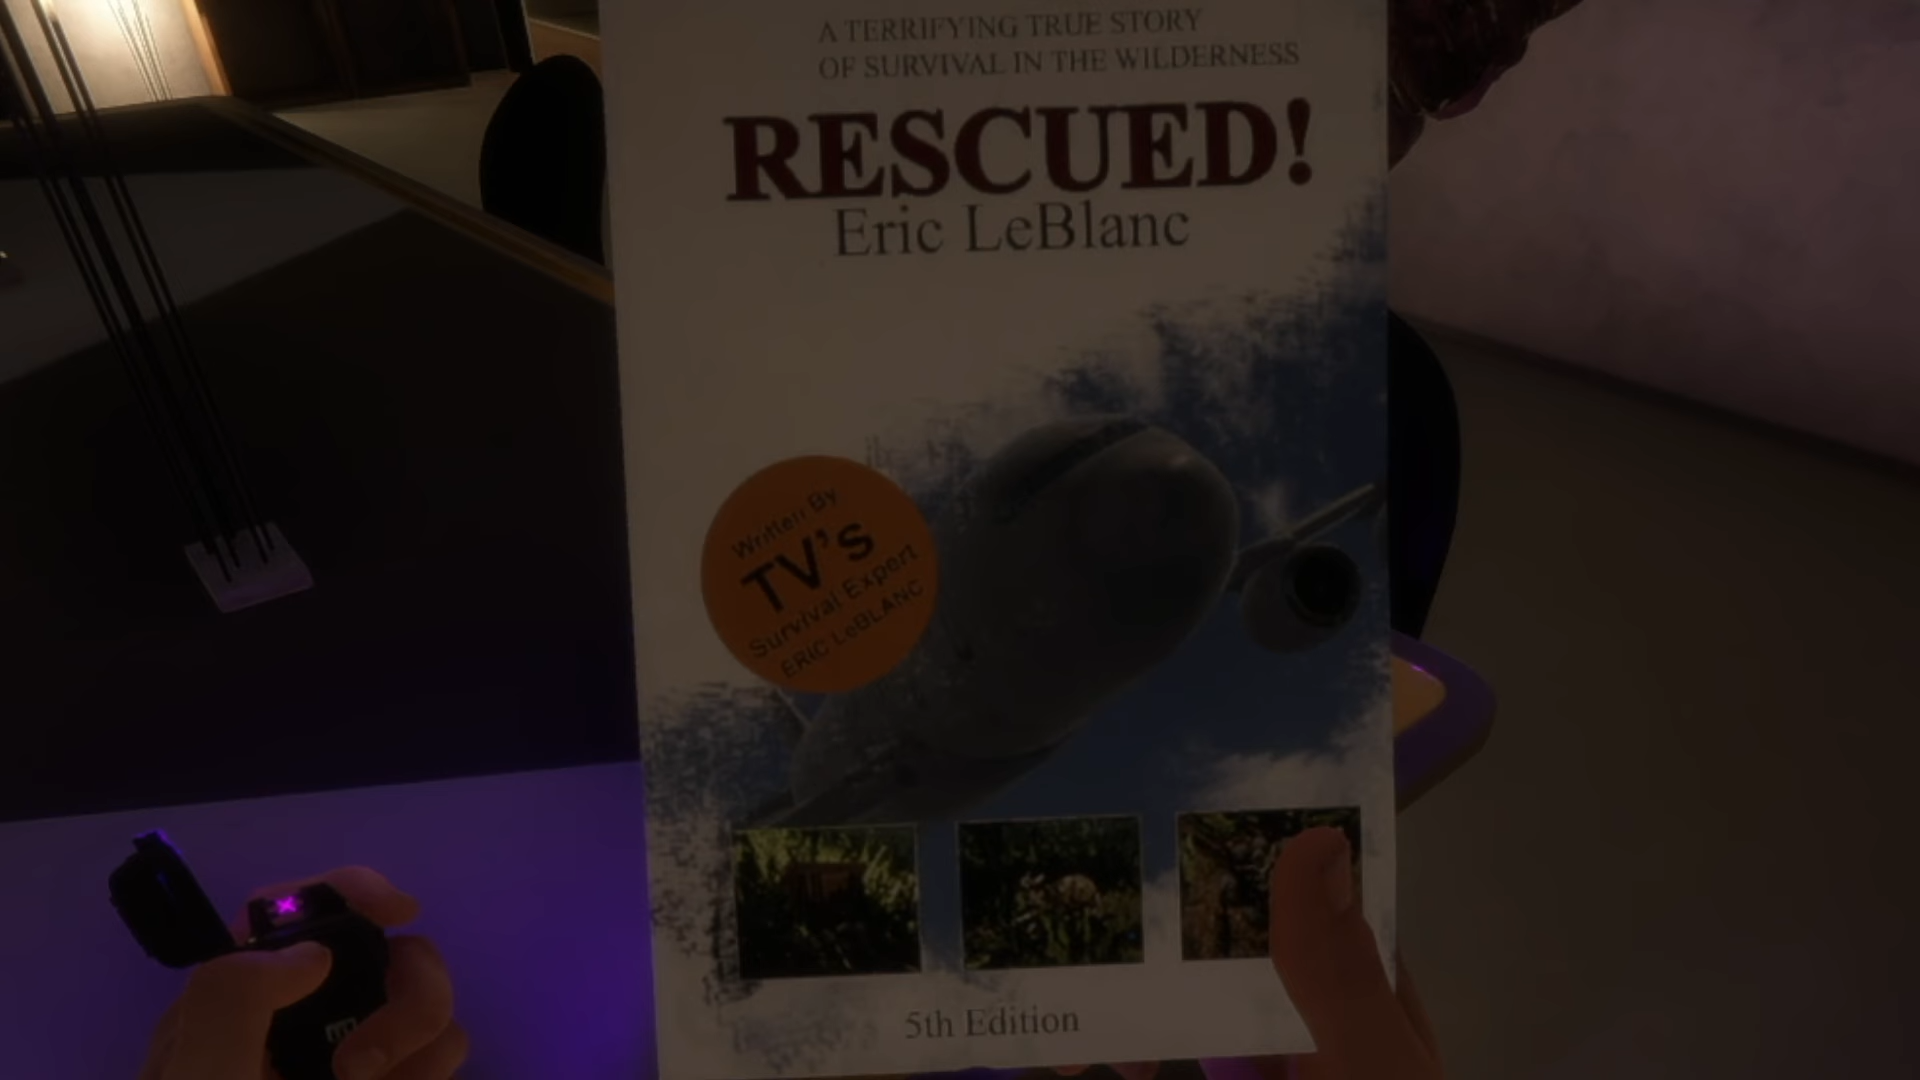 A TERRIFYING TRUE STORY
OF SURVIVAL IN THE WILDERNESS
RESCUED!
Eric LeBlanc
Written By
TV's
Survival Expert
ERIC LeBLANC
5th Edition